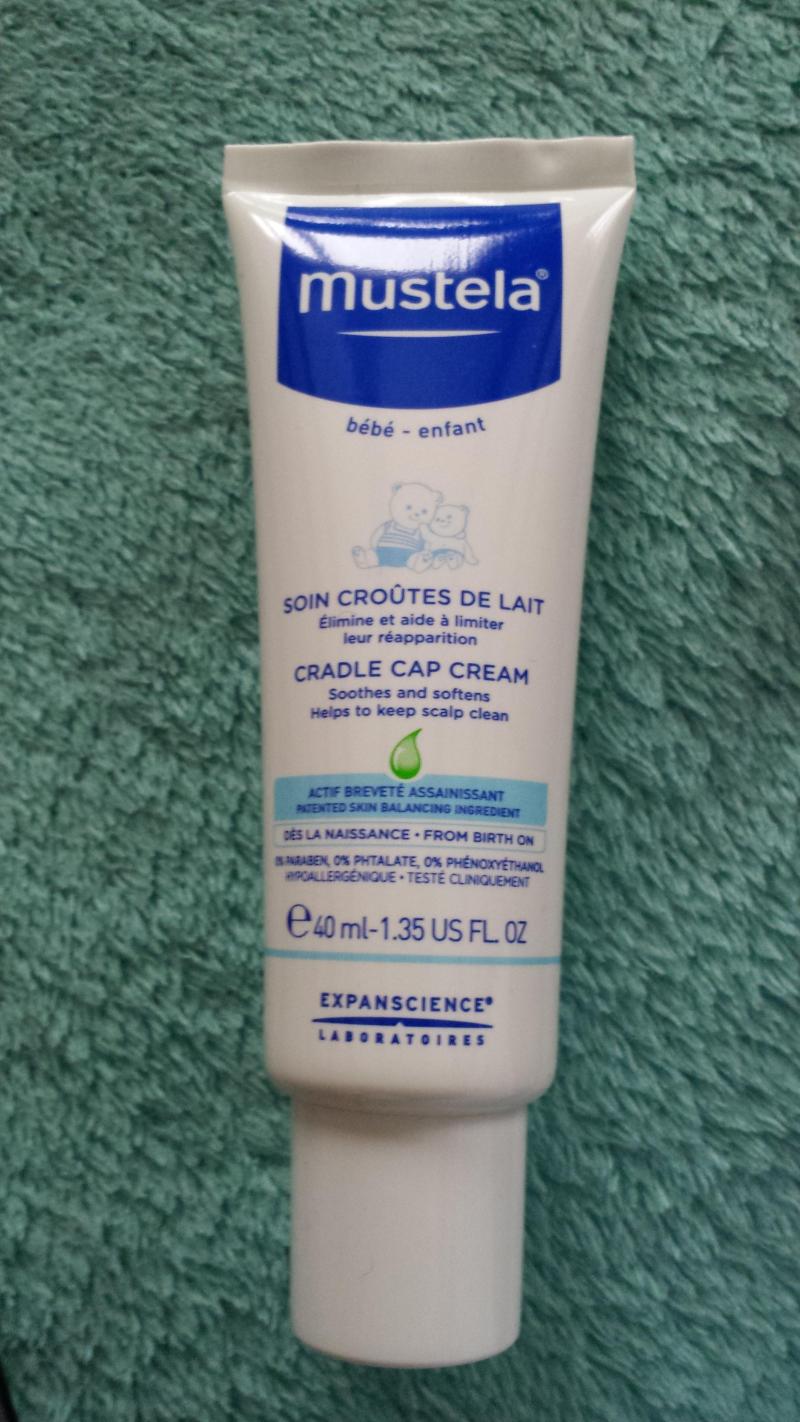 mustela®
bébé - enfant
SOIN CROÛTES DE LAIT
Élimine et aide à limiter
leur réapparition
CRADLE CAP CREAM
Soothes and softens
Helps to keep scalp clean
ACTIF BREVETÉ ASSAINISSANT
PATENTED SKIN BALANCING INGREDIENT
DÈS LA NAISSANCE • FROM BIRTH ON
0% PARABEN, 0% PHTALATE, 0% PHÉNOXYÉTHANOL
HYPOALLERGÉNIQUE • TESTÉ CLINIQUEMENT
℮40 ml-1.35 US FL. OZ
EXPANSCIENCE®
LABORATOIRES